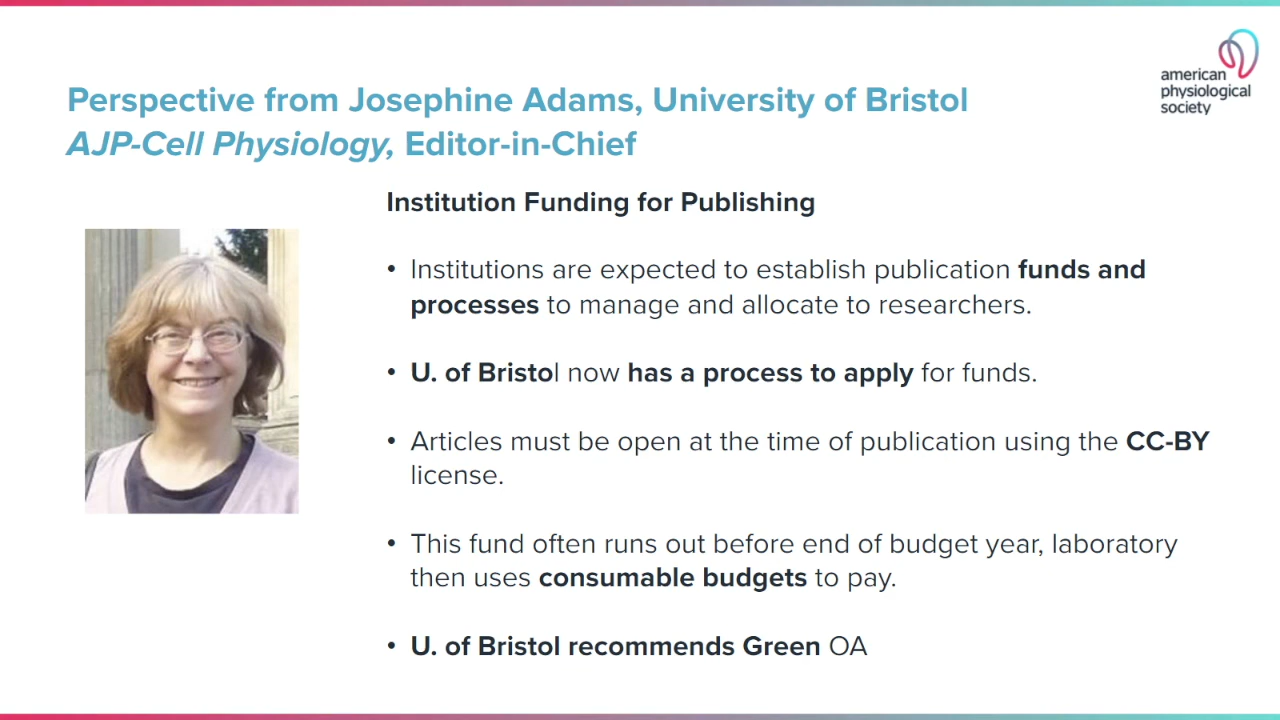 american
physiological
society
Perspective from Josephine Adams, University of Bristol
AJP-Cell Physiology, Editor-in-Chief
Institution Funding for Publishing
• Institutions are expected to establish publication funds and
processes to manage and allocate to researchers.
• U. of Bristol now has a process to apply for funds.
• Articles must be open at the time of publication using the CC-BY
license.
• This fund often runs out before end of budget year, laboratory
then uses consumable budgets to pay.
• U. of Bristol recommends Green OA